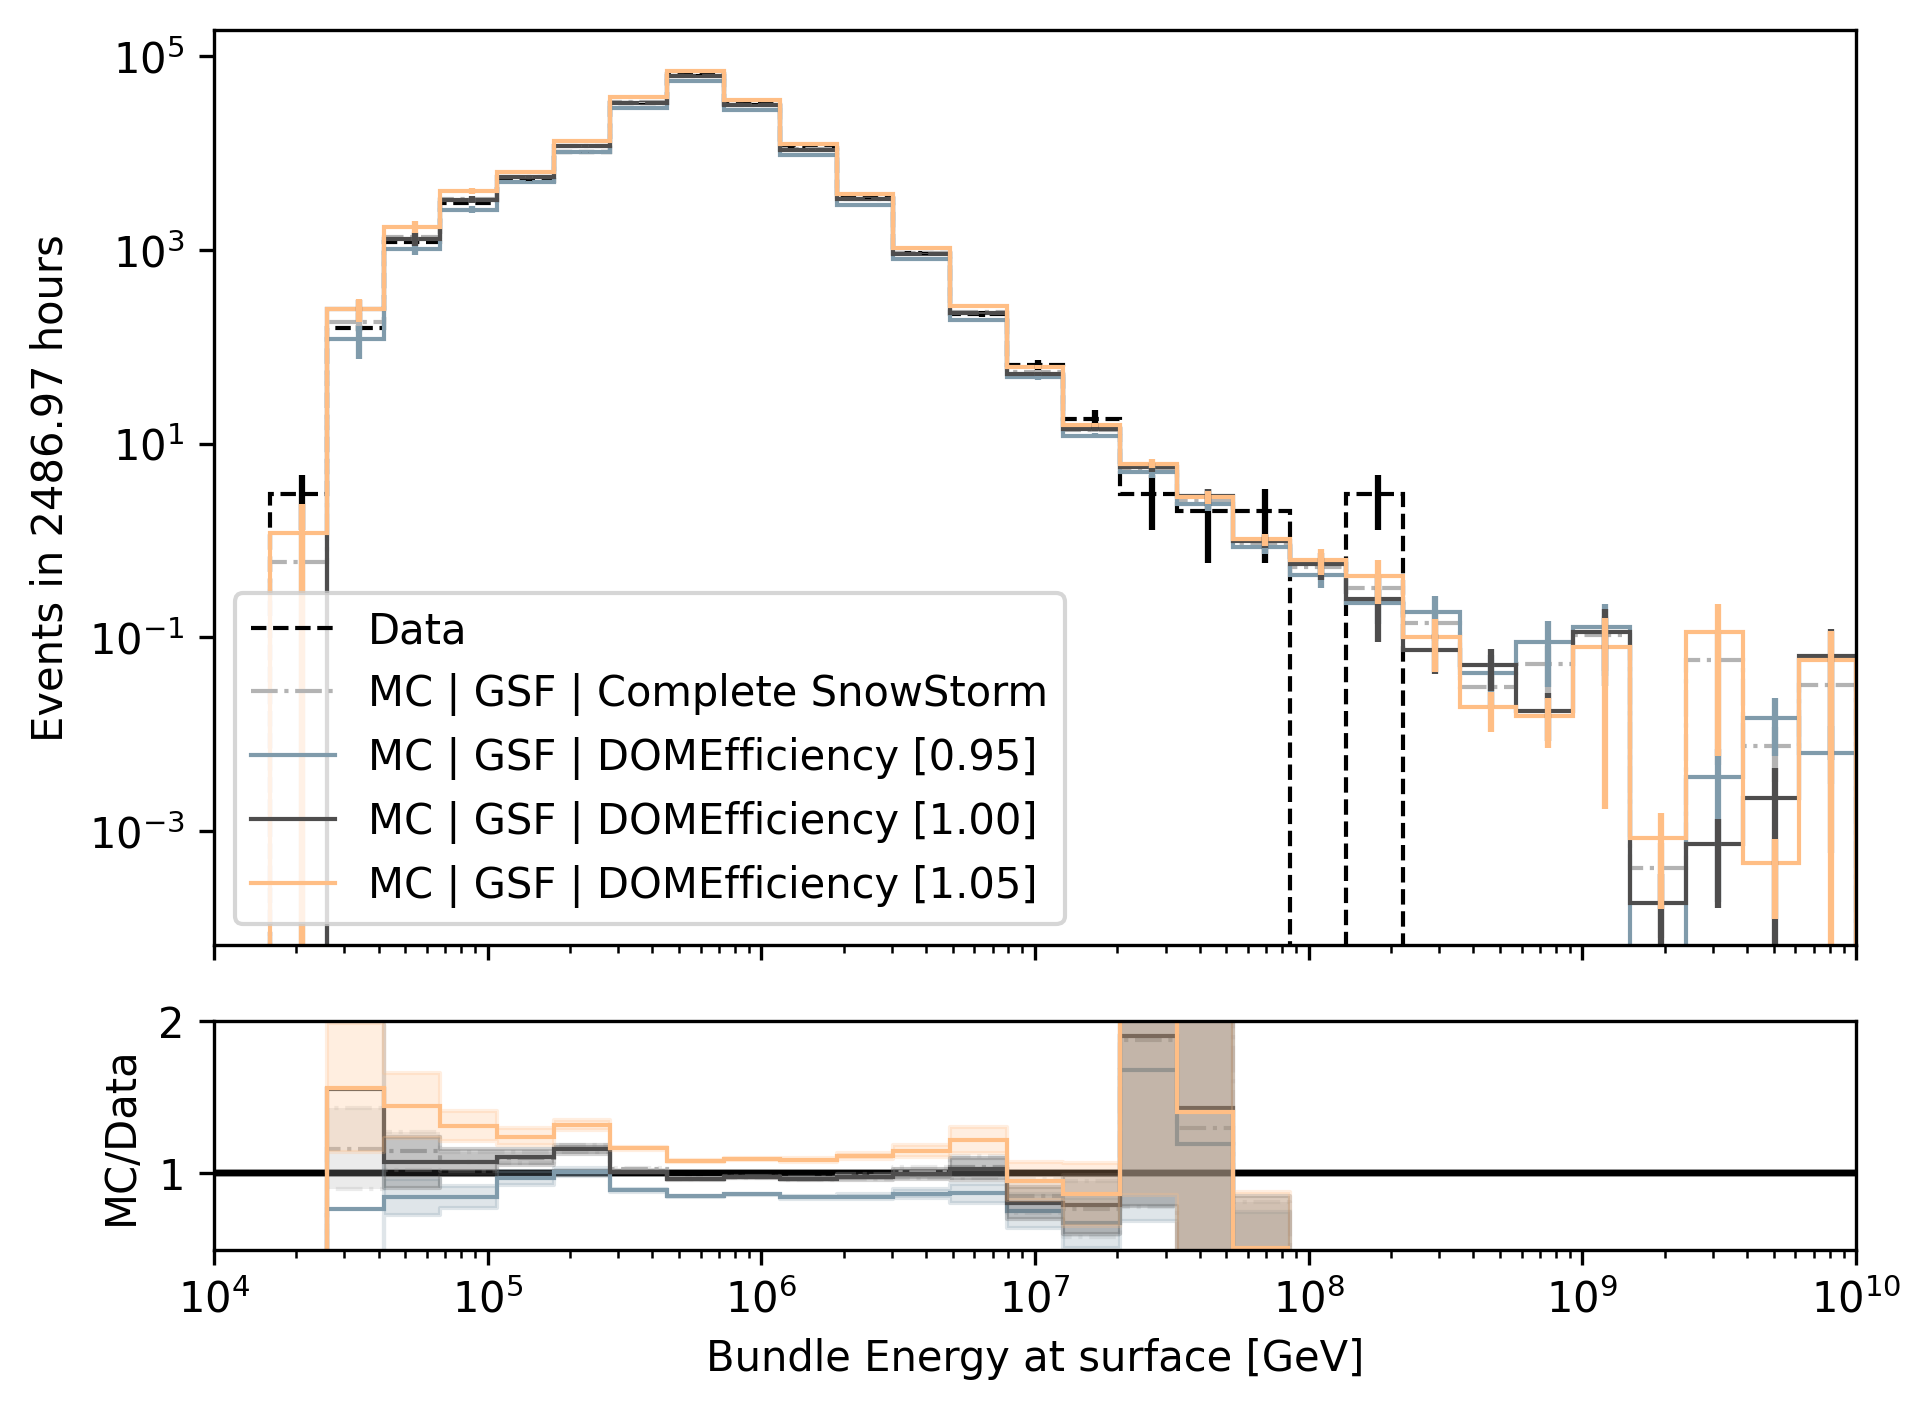 10^5
10^3
10^1
10^-1
10^-3
Events in 2486.97 hours
Data
MC | GSF | Complete SnowStorm
MC | GSF | DOMEfficiency [0.95]
MC | GSF | DOMEfficiency [1.00]
MC | GSF | DOMEfficiency [1.05]
2
1
MC/Data
10^4 10^5 10^6 10^7 10^8 10^9 10^10
Bundle Energy at surface [GeV]